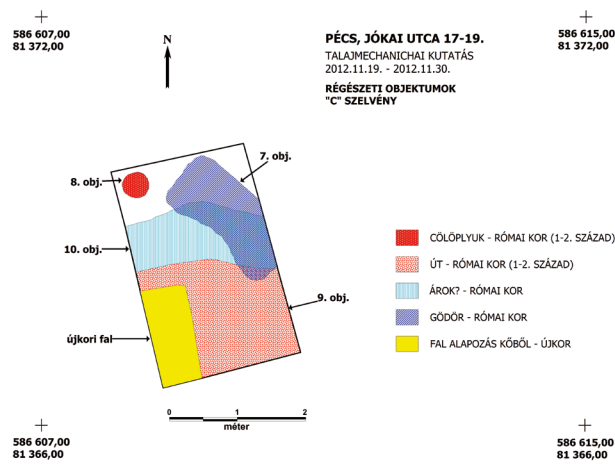 586 607,00
81 372,00
N
PÉCS, JÓKAI UTCA 17-19.
TALAJMECHANICHAI KUTATÁS
2012.11.19. - 2012.11.30.
RÉGÉSZETI OBJEKTUMOK
"C" SZELVÉNY
586 615,00
81 372,00
7. obj.
8. obj.
10. obj.
9. obj.
újkori fal
CÖLÖPLYUK - RÓMAI KOR (1-2. SZÁZAD)
ÚT - RÓMAI KOR (1-2. SZÁZAD)
ÁROK? - RÓMAI KOR
GÖDÖR - RÓMAI KOR
FAL ALAPOZÁS KŐBŐL - ÚJKOR
0 1 2
méter
586 607,00
81 366,00
586 615,00
81 366,00